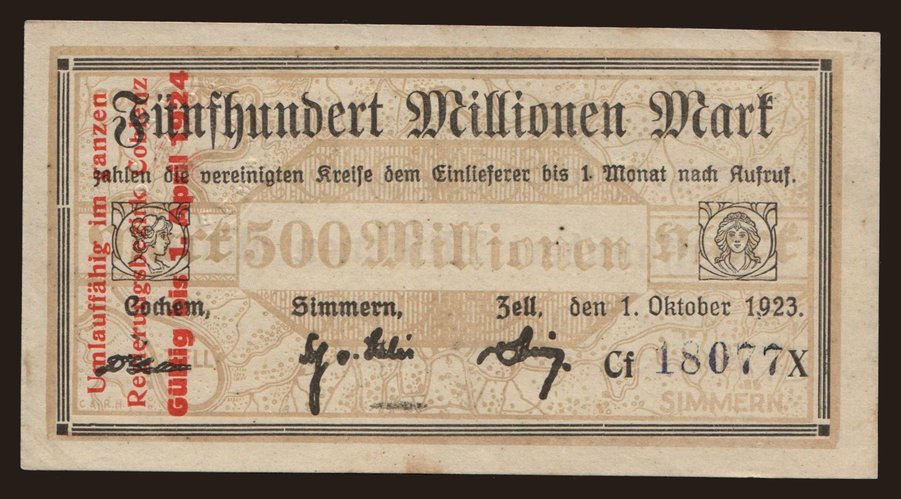 Fünfhundert Millionen Mark
zahlen die vereinigten Kreise dem Einlieferer bis 1. Monat nach Aufruf.
500 Millionen
Cochem, Simmern, Zell, den 1. Oktober 1923.
Cf 18077X
SIMMERN
Umlauffähig im ganzen
Regierungsbezirk Coblenz
Gültig bis 1. April 1924